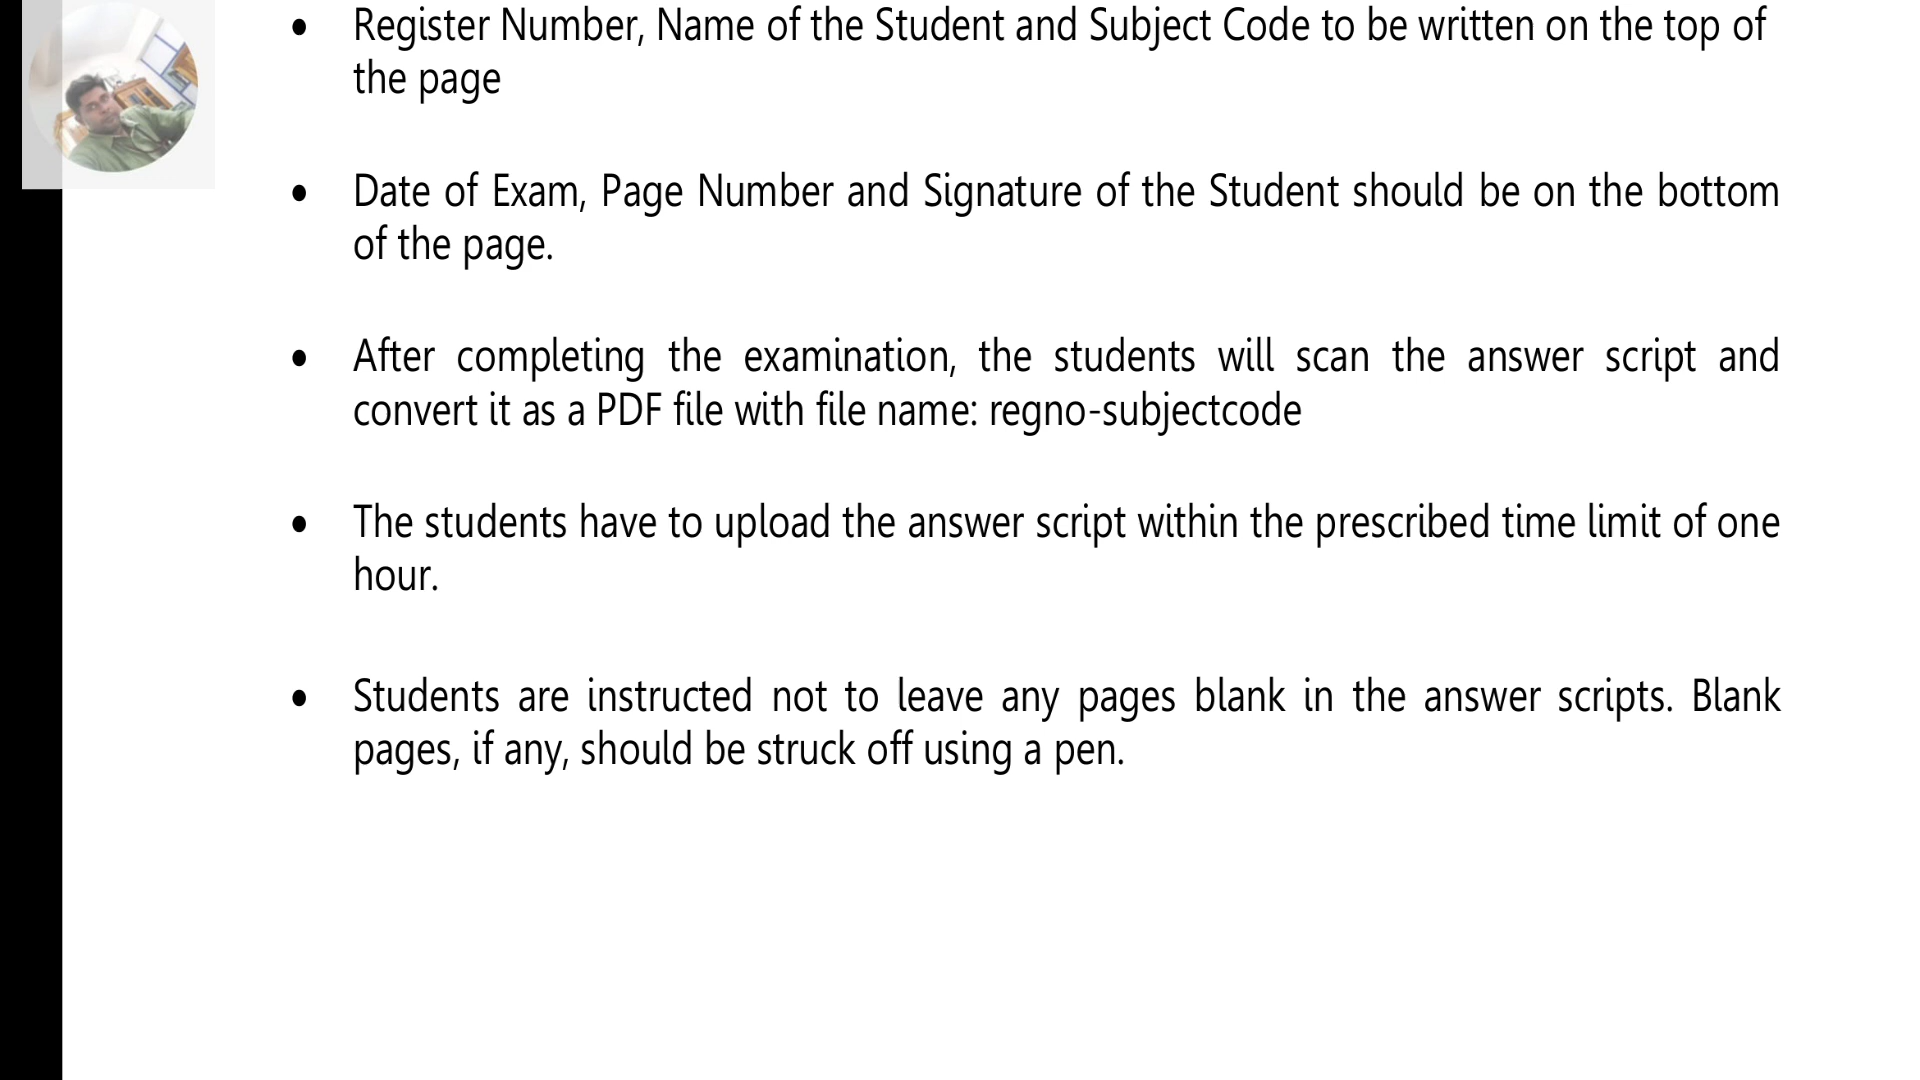 • Register Number, Name of the Student and Subject Code to be written on the top of
the page
• Date of Exam, Page Number and Signature of the Student should be on the bottom
of the page.
• After completing the examination, the students will scan the answer script and
convert it as a PDF file with file name: regno-subjectcode
• The students have to upload the answer script within the prescribed time limit of one
hour.
• Students are instructed not to leave any pages blank in the answer scripts. Blank
pages, if any, should be struck off using a pen.